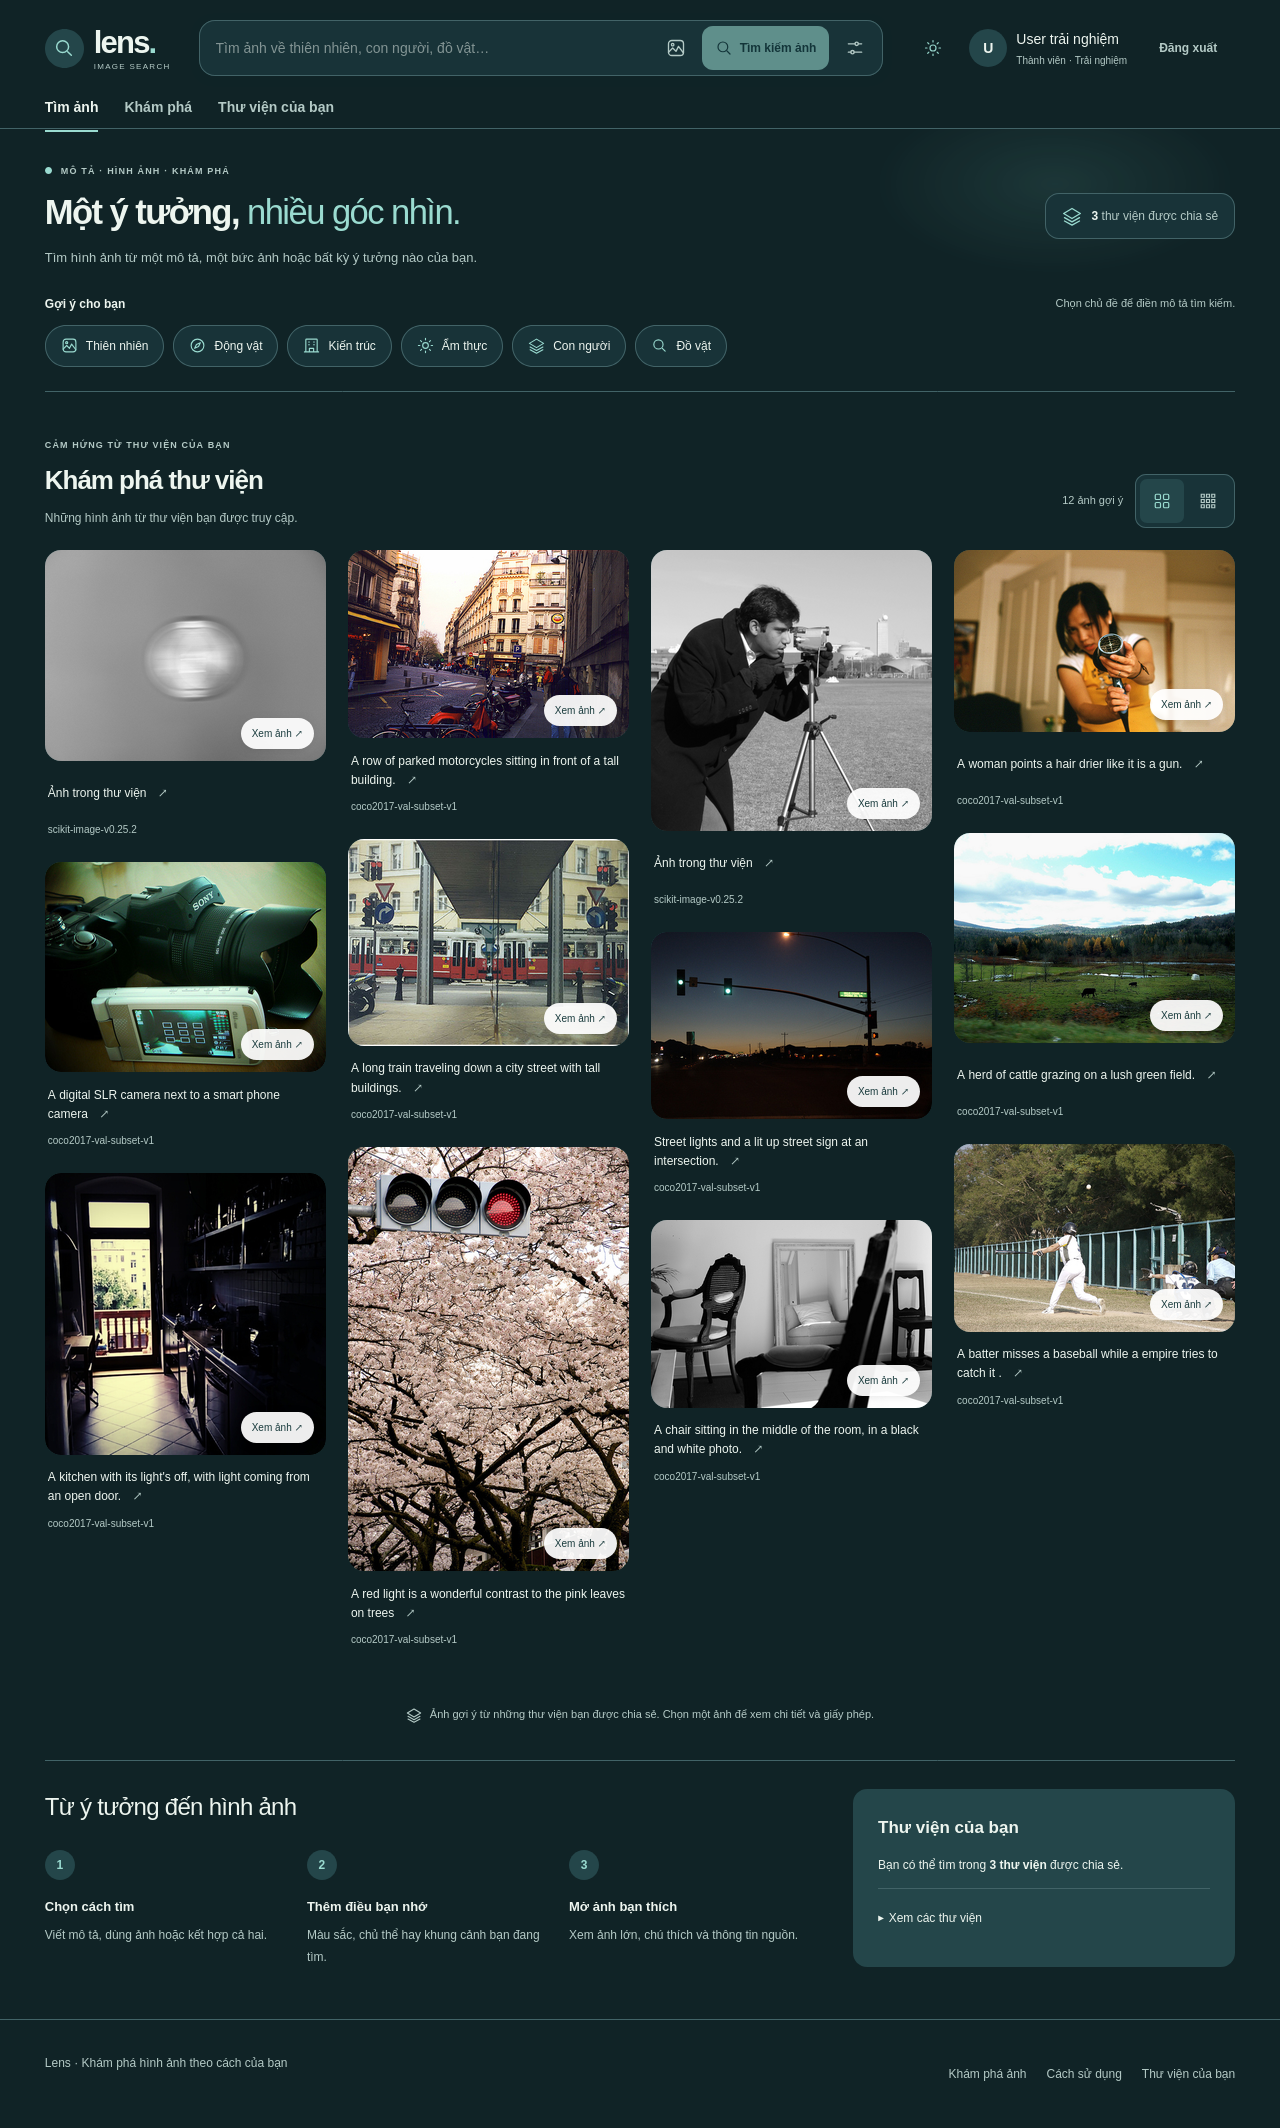 lens.
IMAGE SEARCH
Tìm ảnh về thiên nhiên, con người, đồ vật…
Tìm kiếm ảnh
U
User trải nghiệm
Thành viên · Trải nghiệm
Đăng xuất
Tìm ảnh
Khám phá
Thư viện của bạn
MÔ TẢ · HÌNH ẢNH · KHÁM PHÁ
Một ý tưởng, nhiều góc nhìn.
3 thư viện được chia sẻ
Tìm hình ảnh từ một mô tả, một bức ảnh hoặc bất kỳ ý tưởng nào của bạn.
Gợi ý cho bạn
Chọn chủ đề để điền mô tả tìm kiếm.
Thiên nhiên
Động vật
Kiến trúc
Ẩm thực
Con người
Đồ vật
CẢM HỨNG TỪ THƯ VIỆN CỦA BẠN
Khám phá thư viện
Những hình ảnh từ thư viện bạn được truy cập.
12 ảnh gợi ý
Xem ảnh ↗
Ảnh trong thư viện ↗
scikit-image-v0.25.2
SONY
Xem ảnh ↗
A digital SLR camera next to a smart phone
camera ↗
coco2017-val-subset-v1
Xem ảnh ↗
A kitchen with its light's off, with light coming from
an open door. ↗
coco2017-val-subset-v1
Xem ảnh ↗
A row of parked motorcycles sitting in front of a tall
building. ↗
coco2017-val-subset-v1
Xem ảnh ↗
A long train traveling down a city street with tall
buildings. ↗
coco2017-val-subset-v1
Xem ảnh ↗
A red light is a wonderful contrast to the pink leaves
on trees ↗
coco2017-val-subset-v1
Xem ảnh ↗
Ảnh trong thư viện ↗
scikit-image-v0.25.2
Xem ảnh ↗
Street lights and a lit up street sign at an
intersection. ↗
coco2017-val-subset-v1
Xem ảnh ↗
A chair sitting in the middle of the room, in a black
and white photo. ↗
coco2017-val-subset-v1
Xem ảnh ↗
A woman points a hair drier like it is a gun. ↗
coco2017-val-subset-v1
Xem ảnh ↗
A herd of cattle grazing on a lush green field. ↗
coco2017-val-subset-v1
Xem ảnh ↗
A batter misses a baseball while a empire tries to
catch it . ↗
coco2017-val-subset-v1
Ảnh gợi ý từ những thư viện bạn được chia sẻ. Chọn một ảnh để xem chi tiết và giấy phép.
Từ ý tưởng đến hình ảnh
1
Chọn cách tìm
Viết mô tả, dùng ảnh hoặc kết hợp cả hai.
2
Thêm điều bạn nhớ
Màu sắc, chủ thể hay khung cảnh bạn đang
tìm.
3
Mở ảnh bạn thích
Xem ảnh lớn, chú thích và thông tin nguồn.
Thư viện của bạn
Bạn có thể tìm trong 3 thư viện được chia sẻ.
▸ Xem các thư viện
Lens · Khám phá hình ảnh theo cách của bạn
Khám phá ảnh
Cách sử dụng
Thư viện của bạn